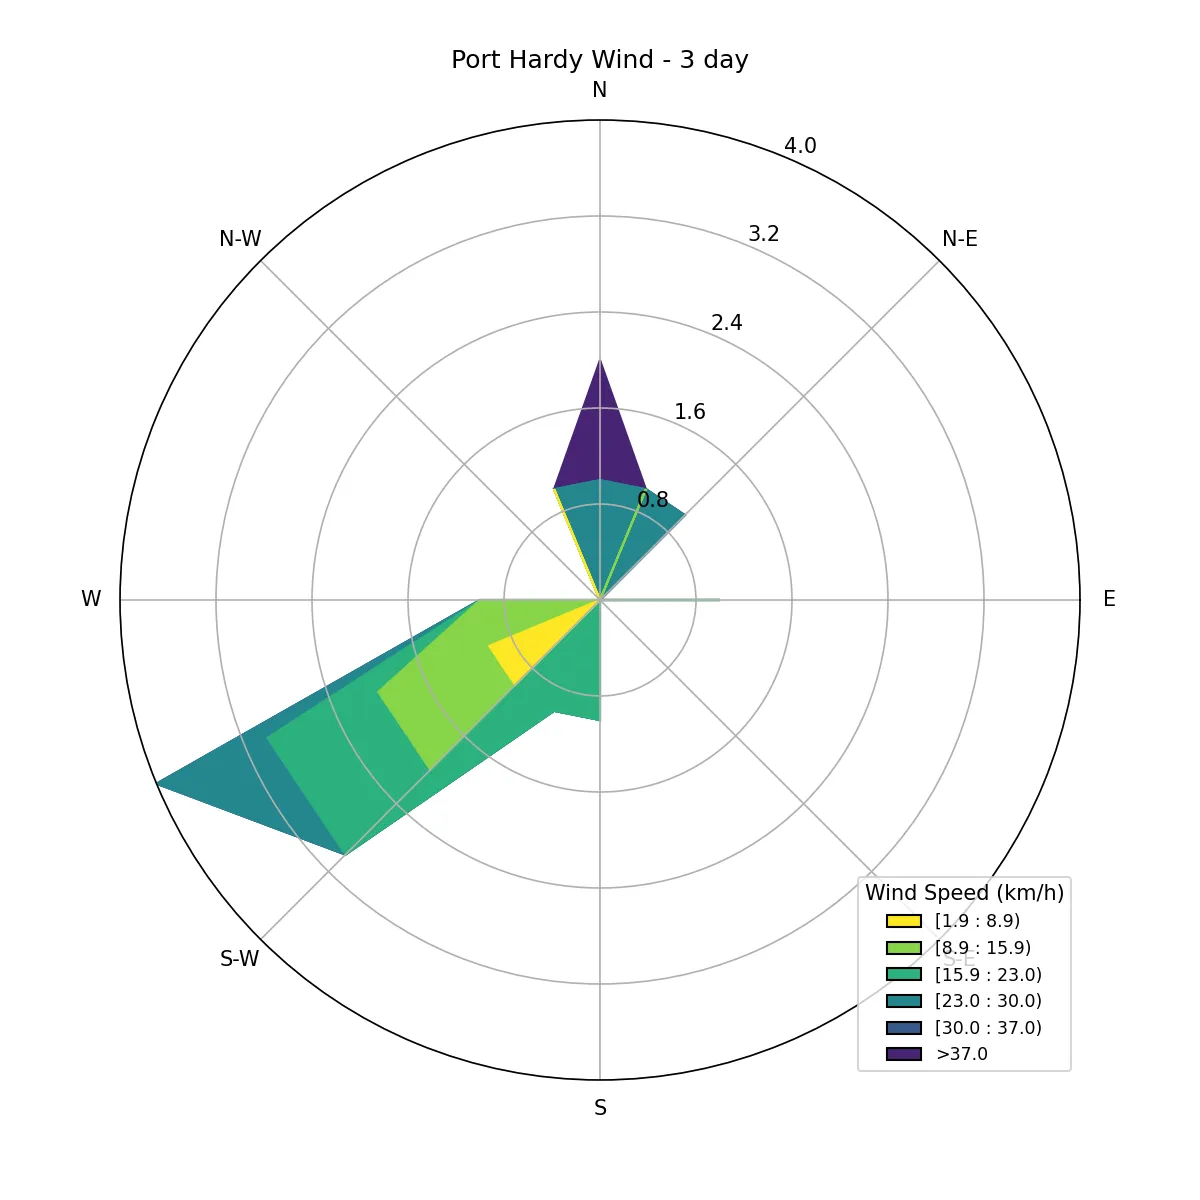 Port Hardy Wind - 3 day
N
4.0
N-W
N-E
3.2
2.4
1.6
0.8
W
E
S-W
S-E
Wind Speed (km/h)
[1.9 : 8.9)
[8.9 : 15.9)
[15.9 : 23.0)
[23.0 : 30.0)
[30.0 : 37.0)
>37.0
S